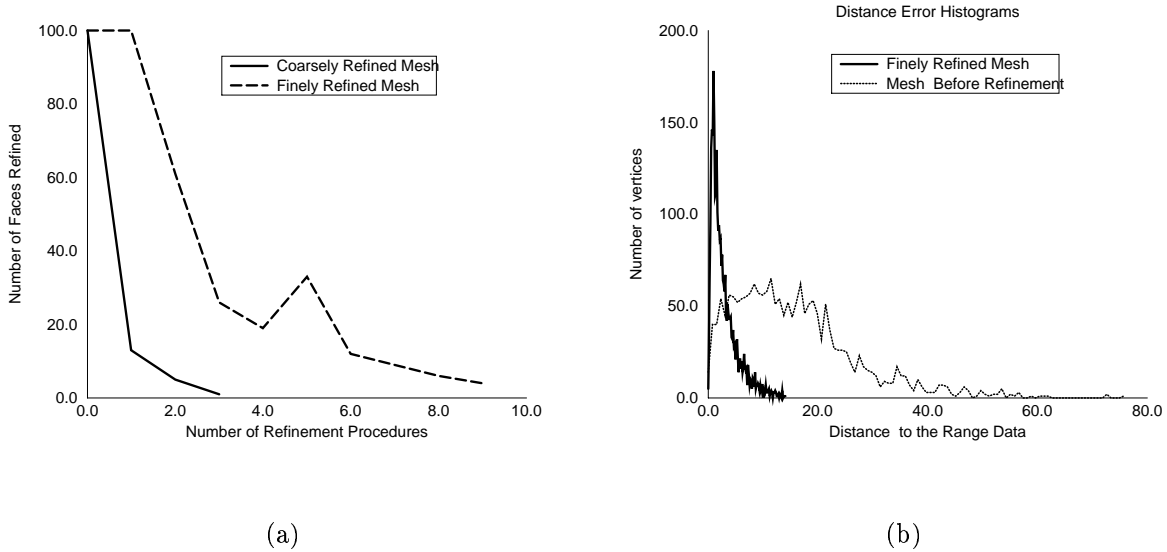 100.0
80.0
60.0
40.0
20.0
0.0
Number of Faces Refined
Coarsely Refined Mesh
Finely Refined Mesh
0.0 2.0 4.0 6.0 8.0 10.0
Number of Refinement Procedures
(a)
Distance Error Histograms
200.0
150.0
100.0
50.0
0.0
Number of vertices
Finely Refined Mesh
Mesh Before Refinement
0.0 20.0 40.0 60.0 80.0
Distance to the Range Data
(b)